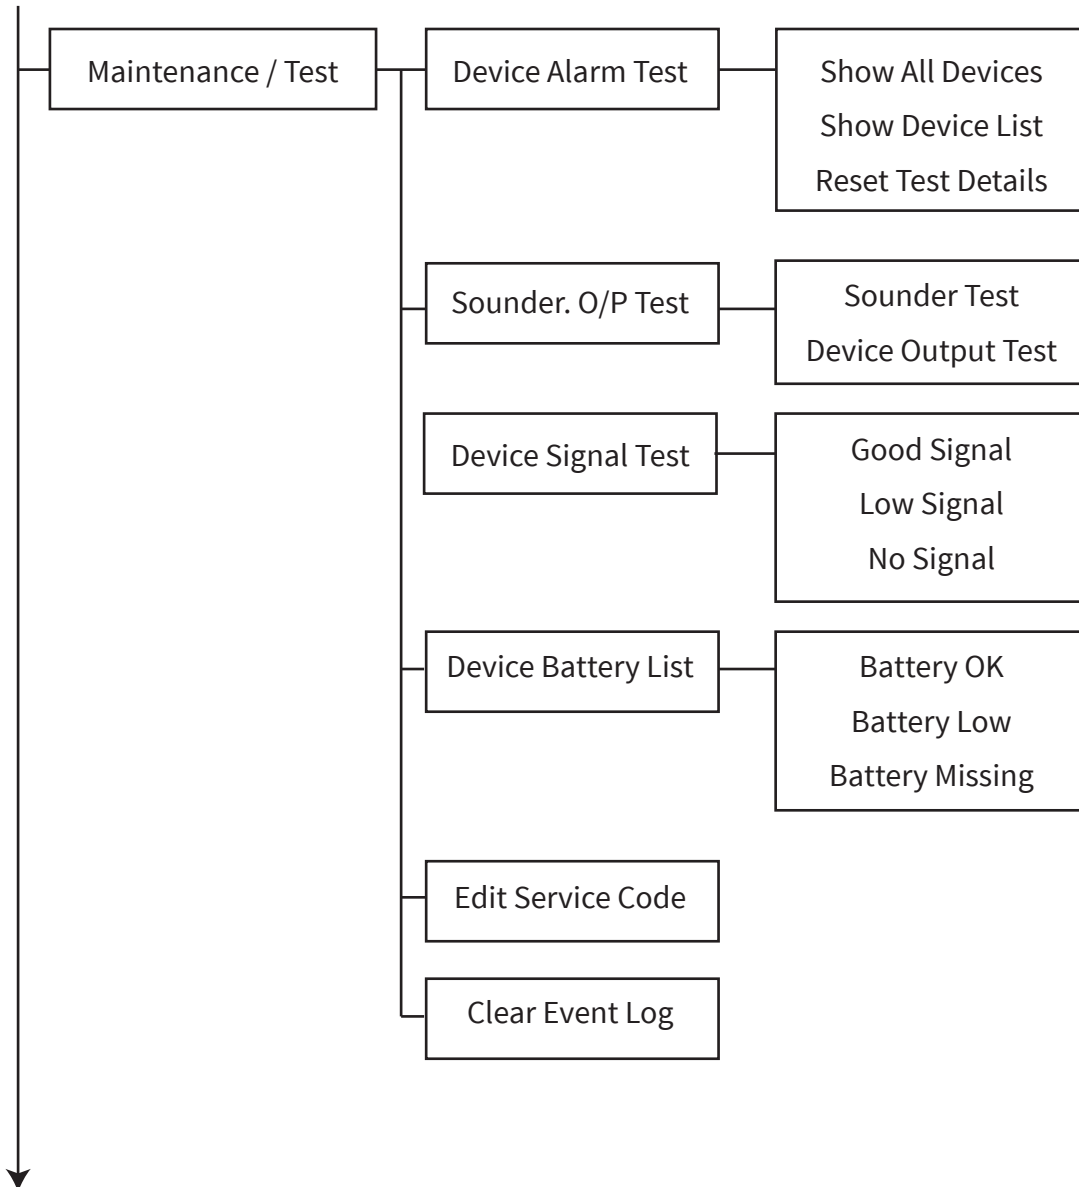 Maintenance / Test
Device Alarm Test
Show All Devices
Show Device List
Reset Test Details
Sounder. O/P Test
Sounder Test
Device Output Test
Device Signal Test
Good Signal
Low Signal
No Signal
Device Battery List
Battery OK
Battery Low
Battery Missing
Edit Service Code
Clear Event Log